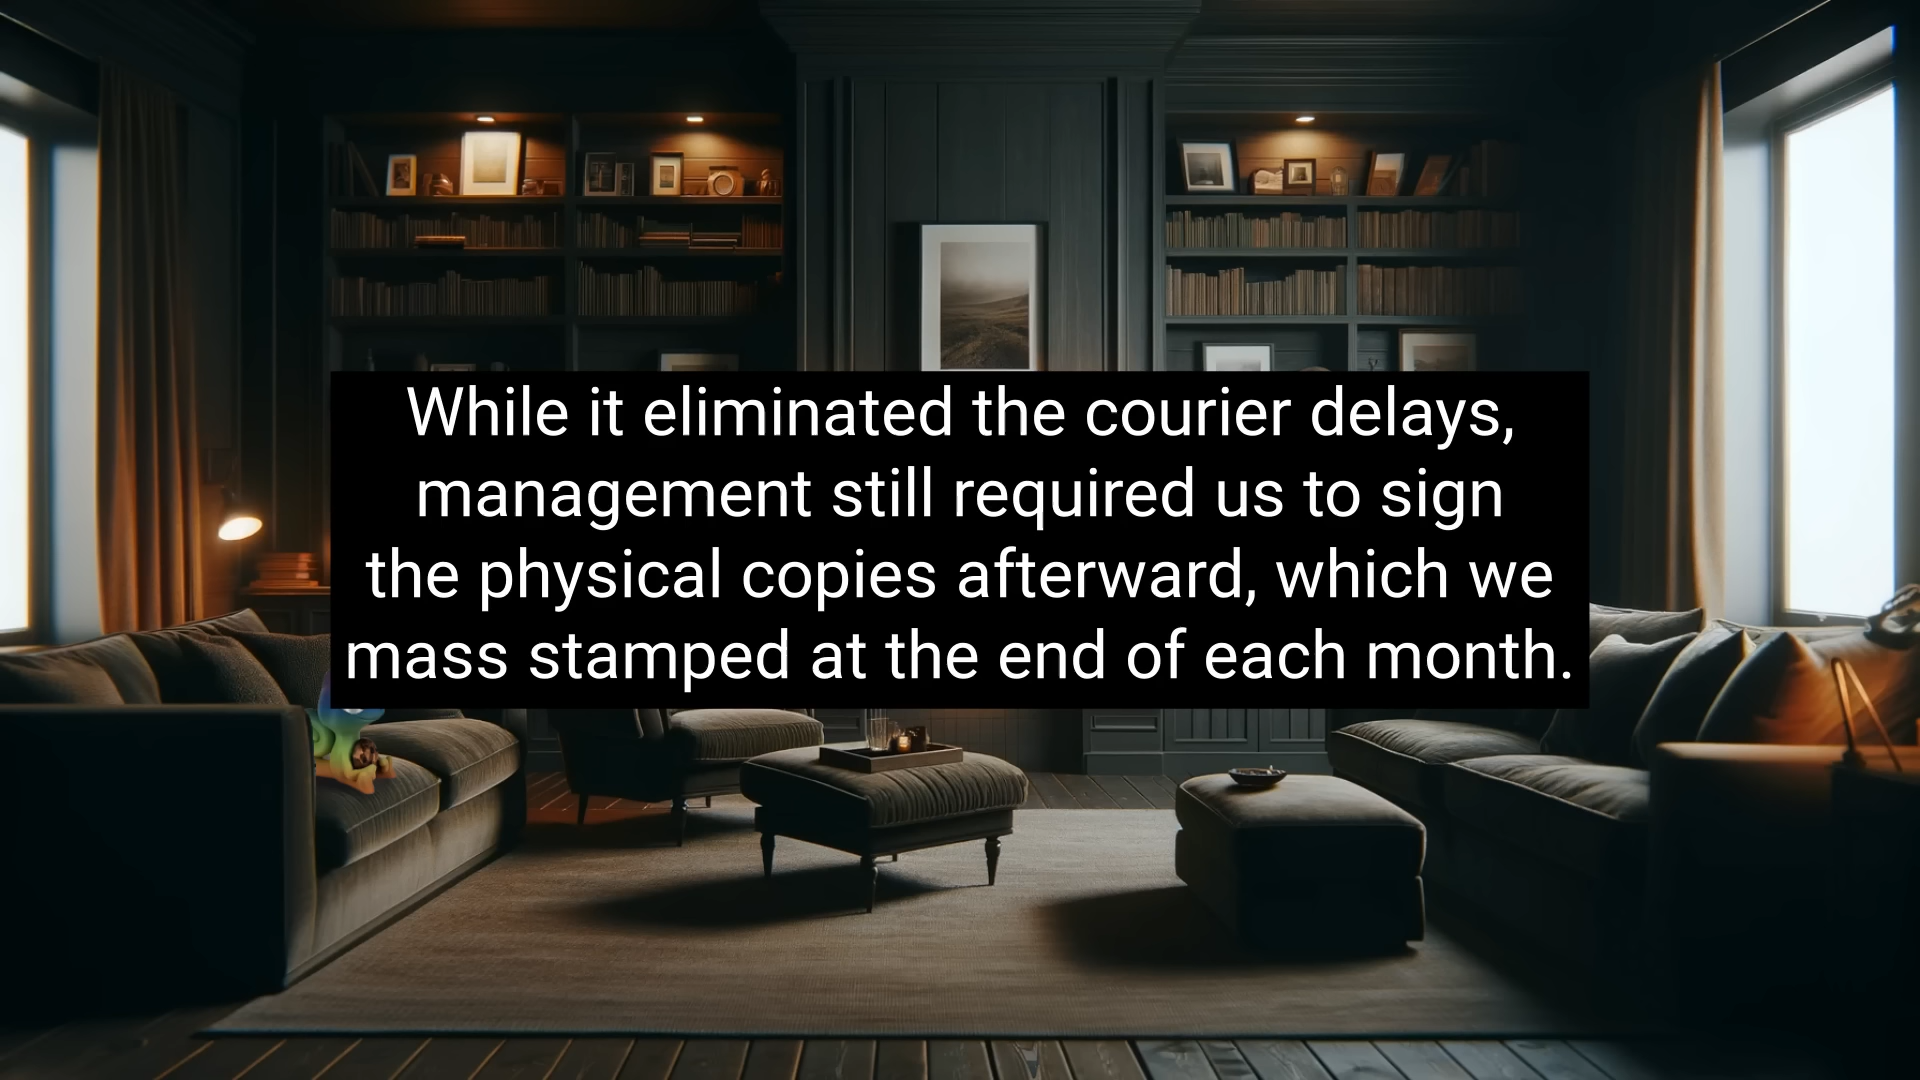 While it eliminated the courier delays,
management still required us to sign
the physical copies afterward, which we
mass stamped at the end of each month.